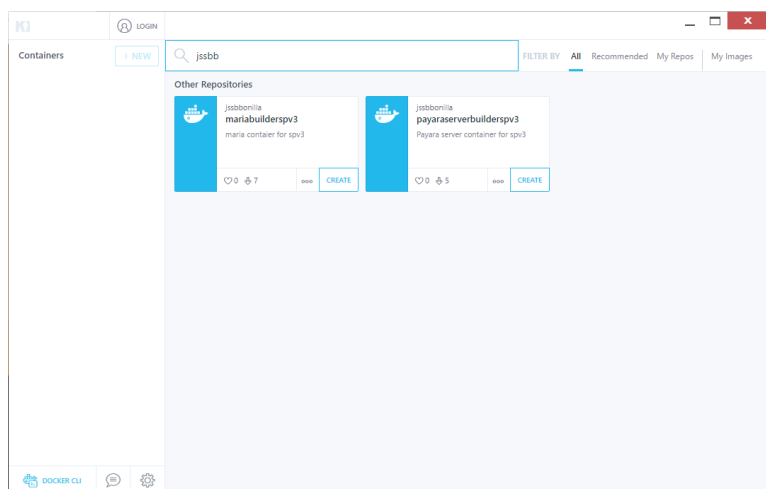 LOGIN
Containers
+ NEW
jssbb
FILTER BY All Recommended My Repos My Images
Other Repositories
jssbbonilla
mariabuilderspv3
maria contaier for spv3
0 7
CREATE
jssbbonilla
payaraserverbuilderspv3
Payara server container for spv3
0 5
CREATE
DOCKER CLI